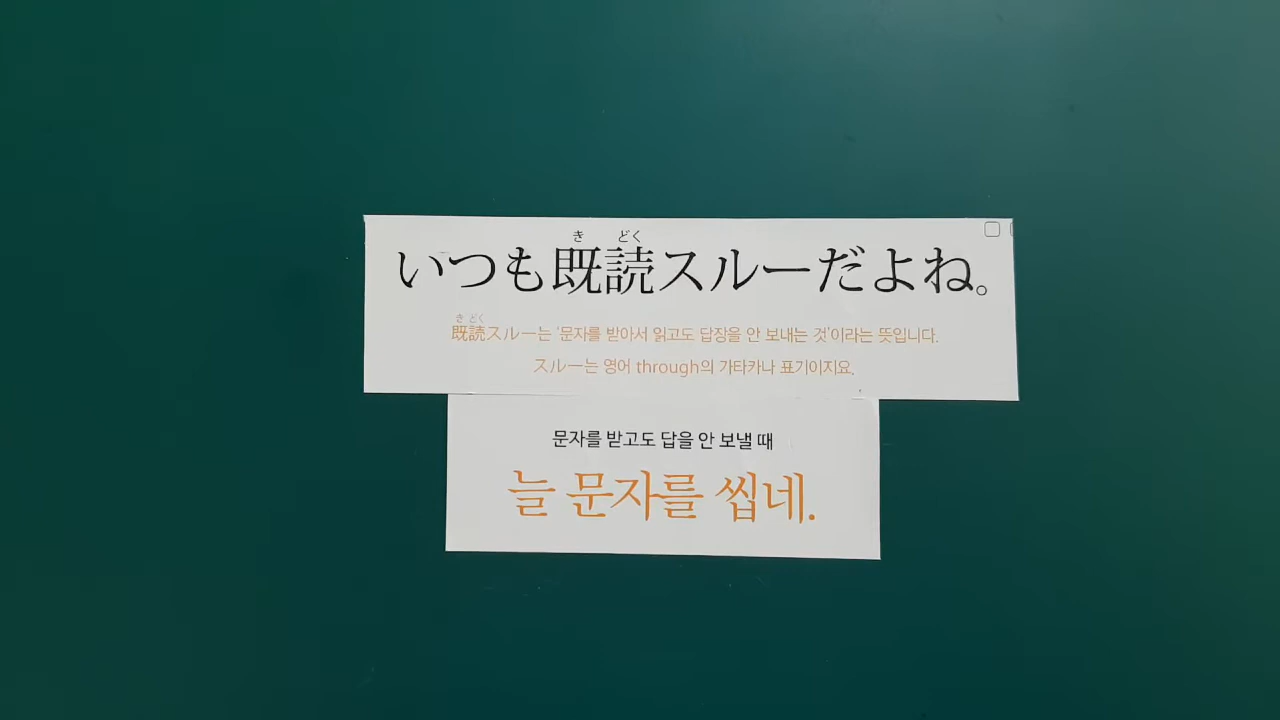 き どく
いつも既読スルーだよね。
き どく
既読スルーは '문자를 받아서 읽고도 답장을 안 보내는 것'이라는 뜻입니다.
スルー는 영어 through의 가타카나 표기이지요.
문자를 받고도 답을 안 보낼 때
늘 문자를 씹네.